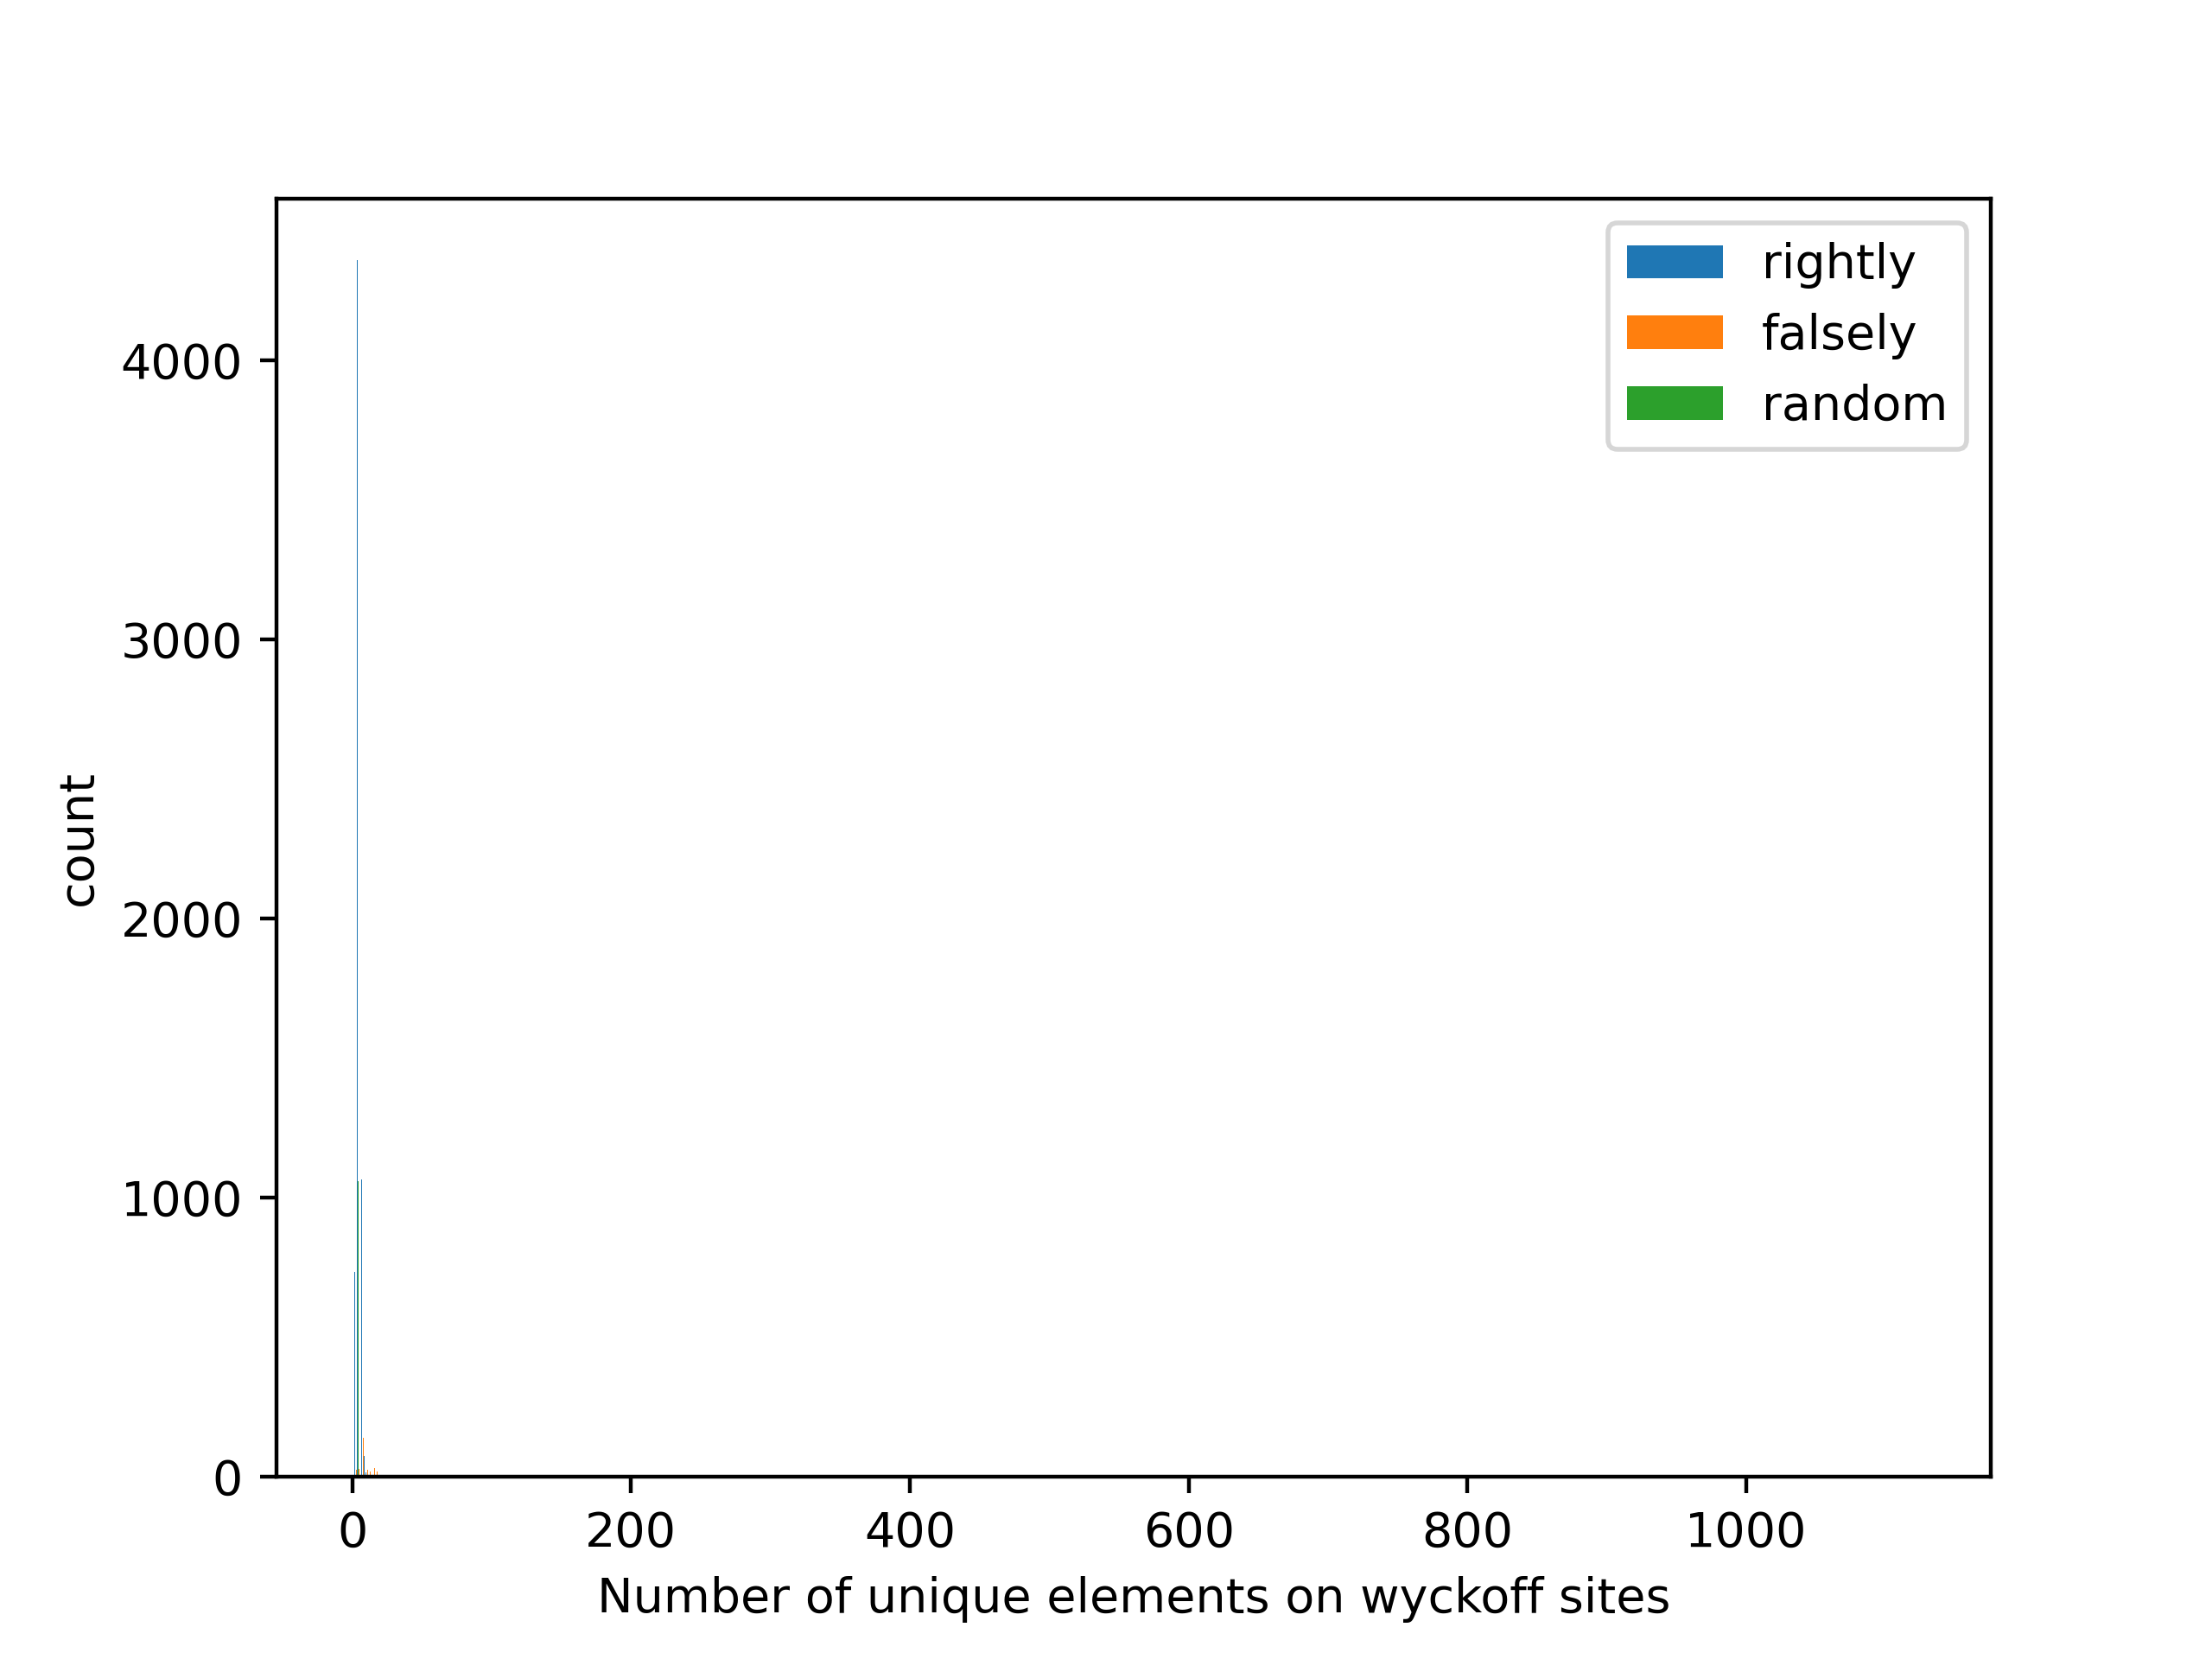 rightly
falsely
random
4000
3000
2000
1000
0
count
0 200 400 600 800 1000
Number of unique elements on wyckoff sites